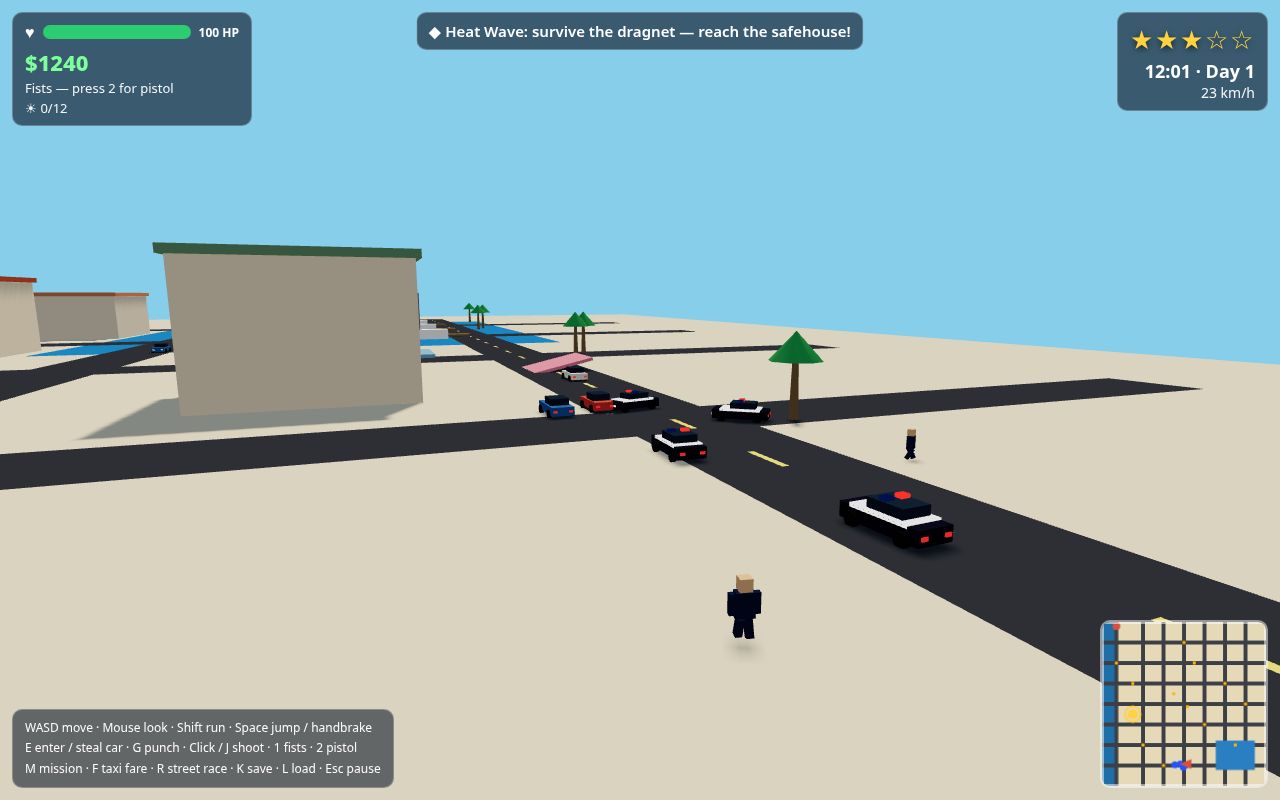 ♥ 100 HP
$1240
Fists — press 2 for pistol
☀ 0/12
◆ Heat Wave: survive the dragnet — reach the safehouse!
★★★☆☆
12:01 · Day 1
23 km/h
WASD move · Mouse look · Shift run · Space jump / handbrake
E enter / steal car · G punch · Click / J shoot · 1 fists · 2 pistol
M mission · F taxi fare · R street race · K save · L load · Esc pause